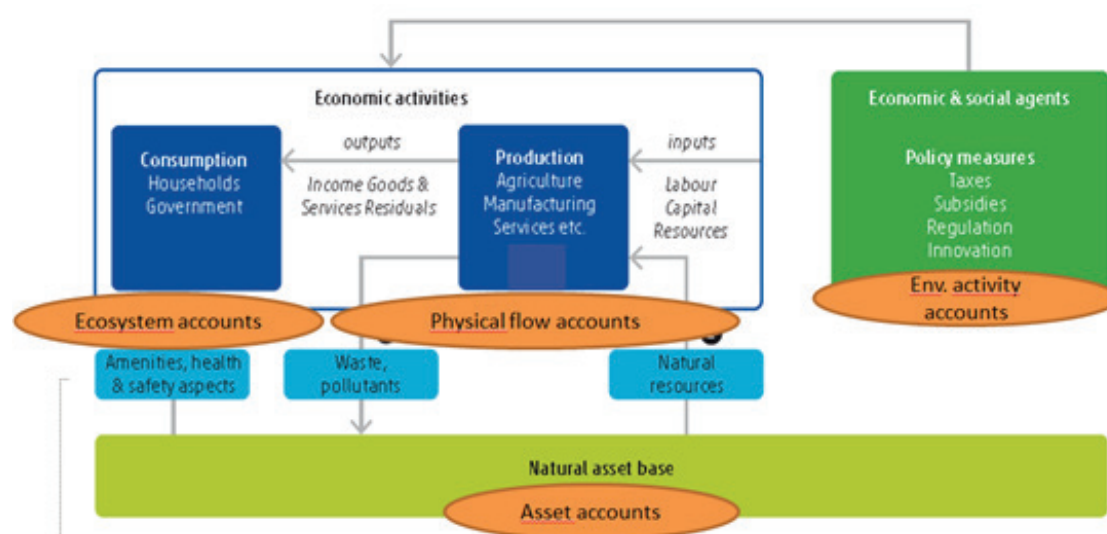 Economic activities
Consumption
Households
Government
outputs
Income Goods &
Services Residuals
Production
Agriculture
Manufacturing
Services etc.
inputs
Labour
Capital
Resources
Economic & social agents
Policy measures
Taxes
Subsidies
Regulation
Innovation
Env. activity
accounts
Ecosystem accounts
Physical flow accounts
Amenities, health
& safety aspects
Waste,
pollutants
Natural
resources
Natural asset base
Asset accounts